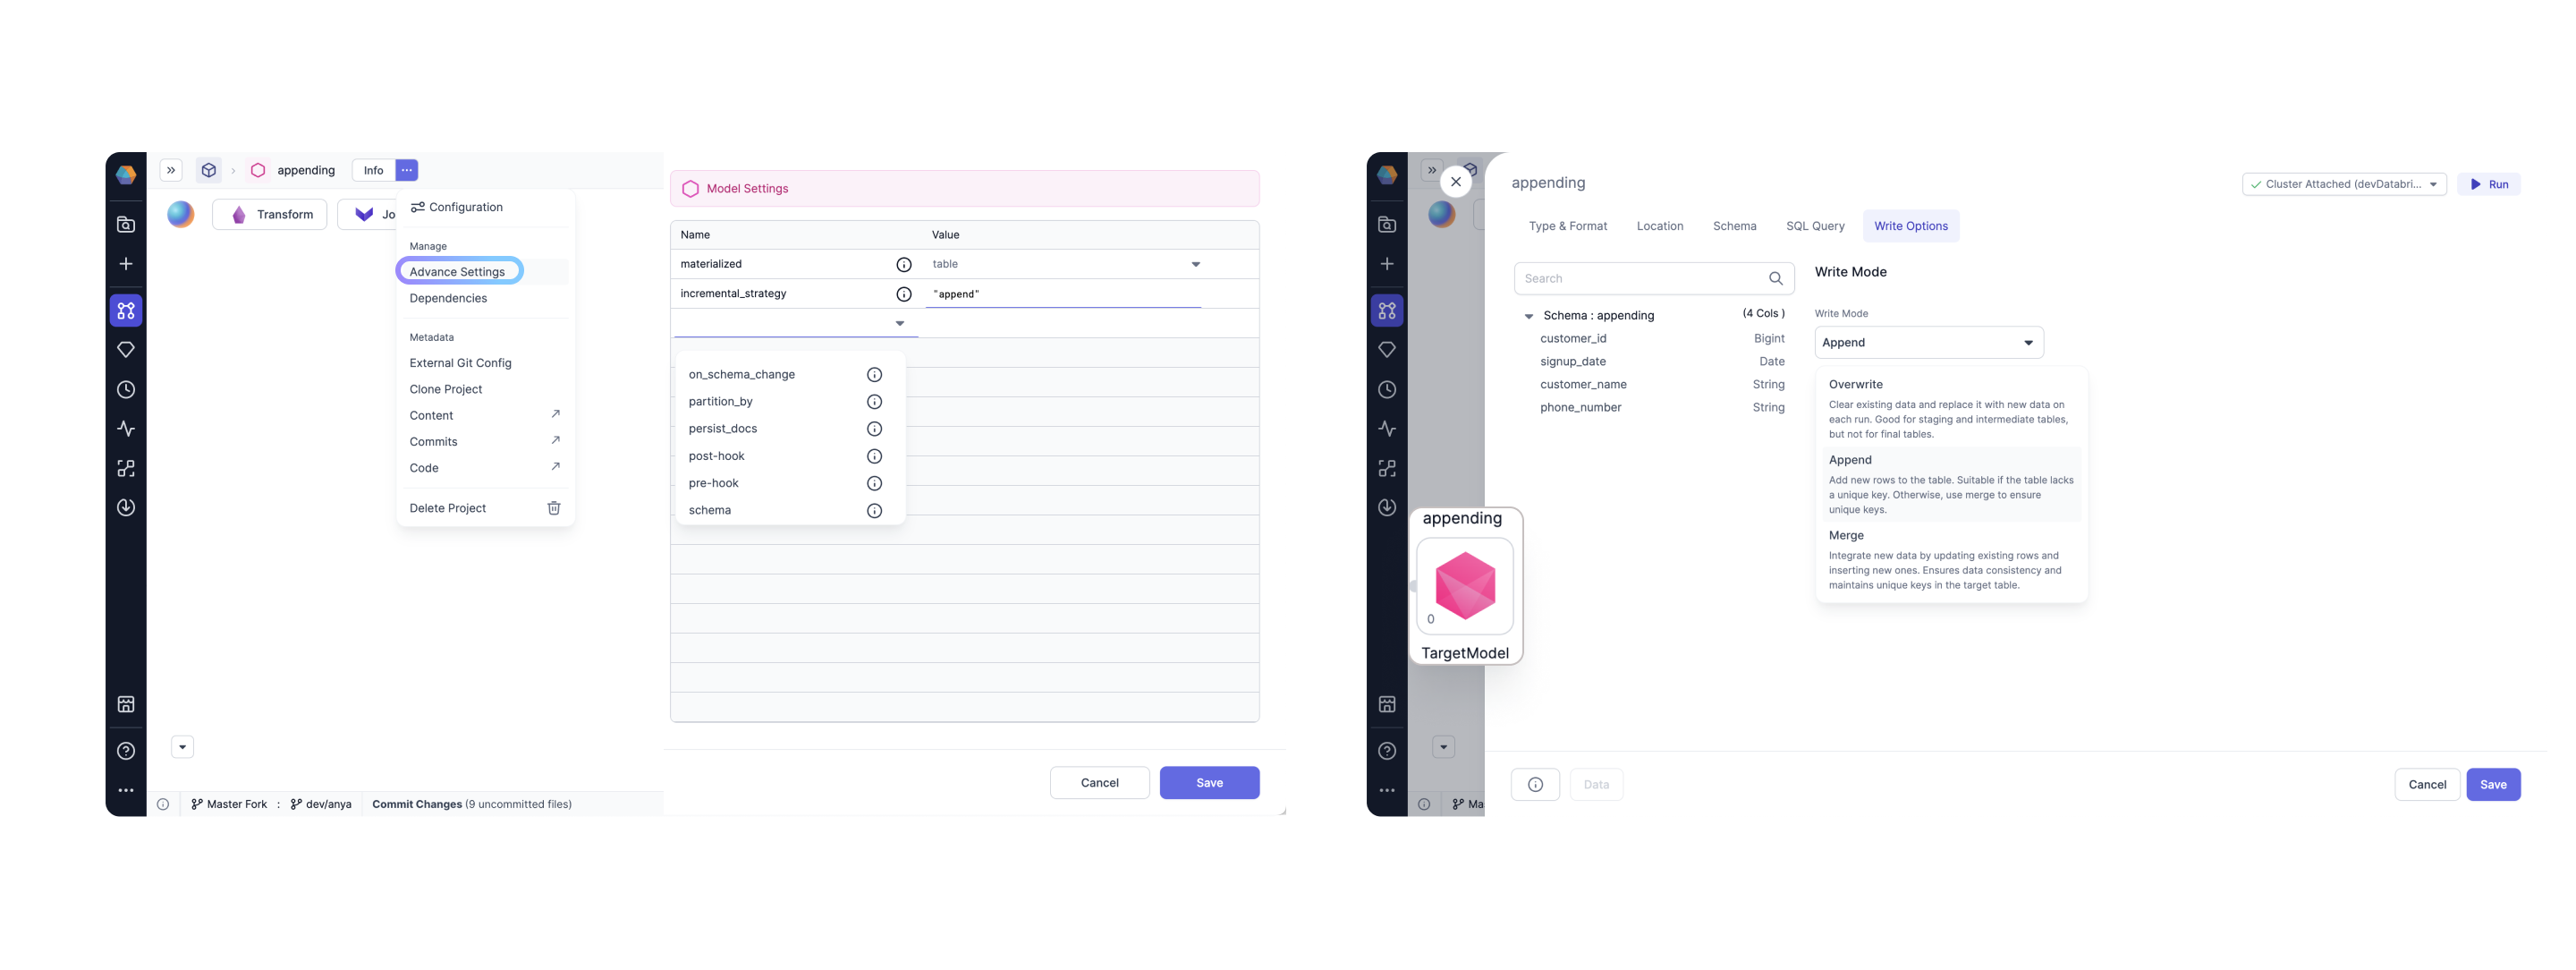 appending
Info
Transform
Jo
Configuration
Manage
Advance Settings
Dependencies
Metadata
External Git Config
Clone Project
Content
Commits
Code
Delete Project
Master Fork : dev/anya
Commit Changes (9 uncommitted files)
Model Settings
Name Value
materialized table
incremental_strategy "append"
on_schema_change
partition_by
persist_docs
post-hook
pre-hook
schema
Cancel Save
appending
Cluster Attached (devDatabri...
Run
Type & Format Location Schema SQL Query Write Options
Search
Schema : appending (4 Cols )
customer_id Bigint
signup_date Date
customer_name String
phone_number String
Write Mode
Write Mode
Append
Overwrite
Clear existing data and replace it with new data on
each run. Good for staging and intermediate tables,
but not for final tables.
Append
Add new rows to the table. Suitable if the table lacks
a unique key. Otherwise, use merge to ensure
unique keys.
Merge
Integrate new data by updating existing rows and
inserting new ones. Ensures data consistency and
maintains unique keys in the target table.
appending
0
TargetModel
Ma
Data
Cancel Save